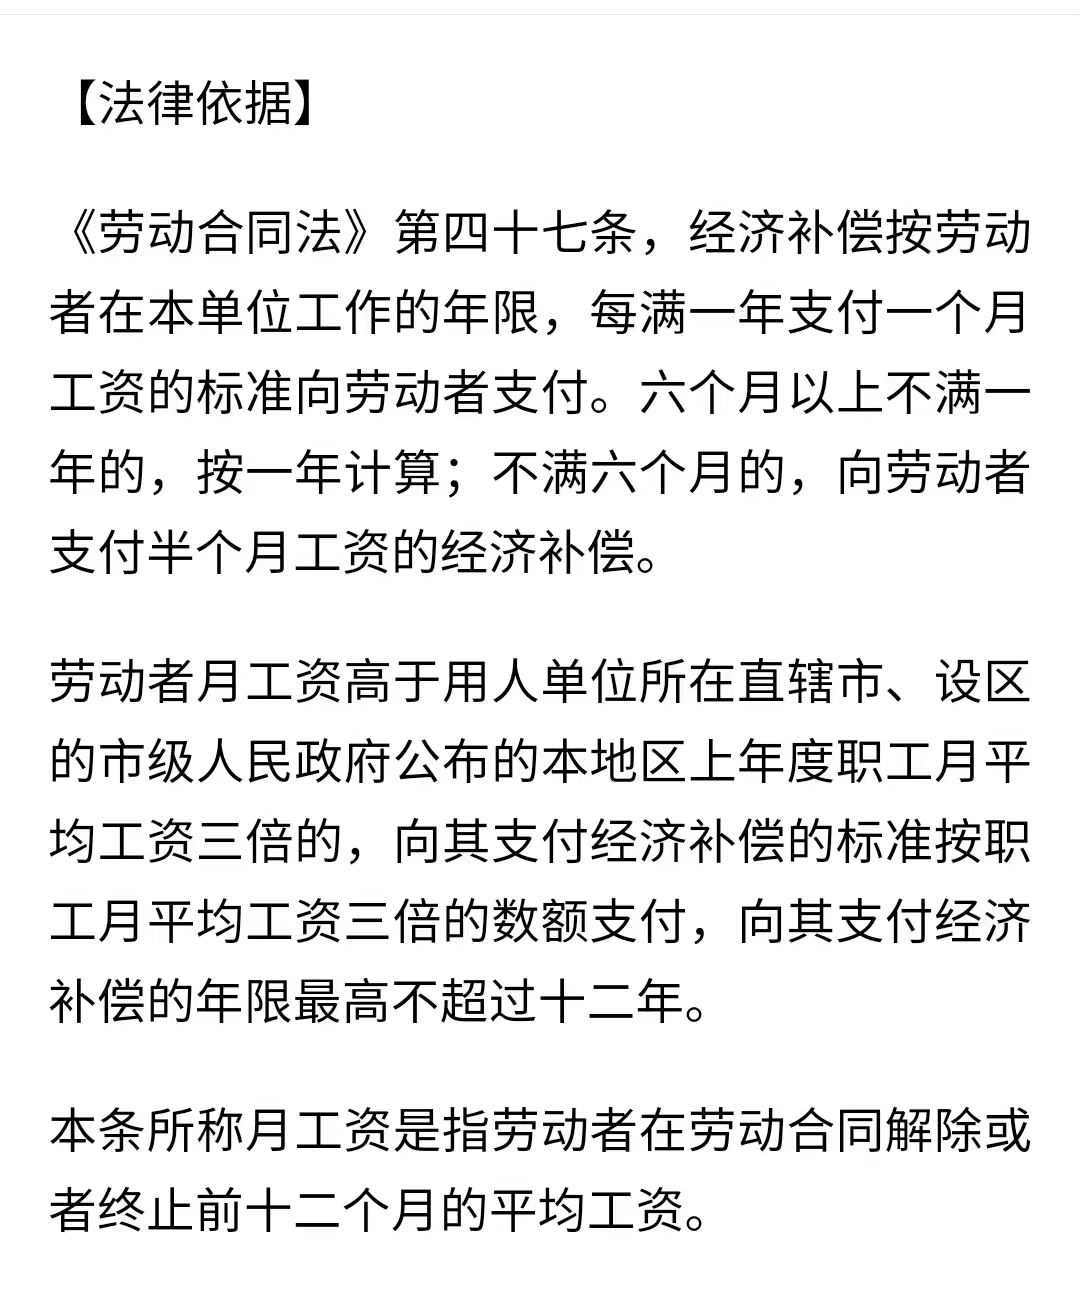 【法律依据】
《劳动合同法》第四十七条，经济补偿按劳动
者在本单位工作的年限，每满一年支付一个月
工资的标准向劳动者支付。六个月以上不满一
年的，按一年计算；不满六个月的，向劳动者
支付半个月工资的经济补偿。
劳动者月工资高于用人单位所在直辖市、设区
的市级人民政府公布的本地区上年度职工月平
均工资三倍的，向其支付经济补偿的标准按职
工月平均工资三倍的数额支付，向其支付经济
补偿的年限最高不超过十二年。
本条所称月工资是指劳动者在劳动合同解除或
者终止前十二个月的平均工资。